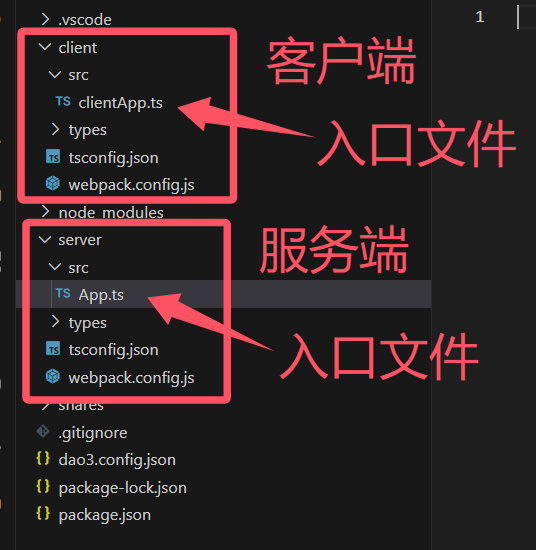 .vscode
1
client
客户端
src
TS clientApp.ts
入口文件
types
TS tsconfig.json
webpack.config.js
node_modules
server
服务端
src
TS App.ts
types
入口文件
TS tsconfig.json
webpack.config.js
shares
.gitignore
{} dao3.config.json
{} package-lock.json
{} package.json